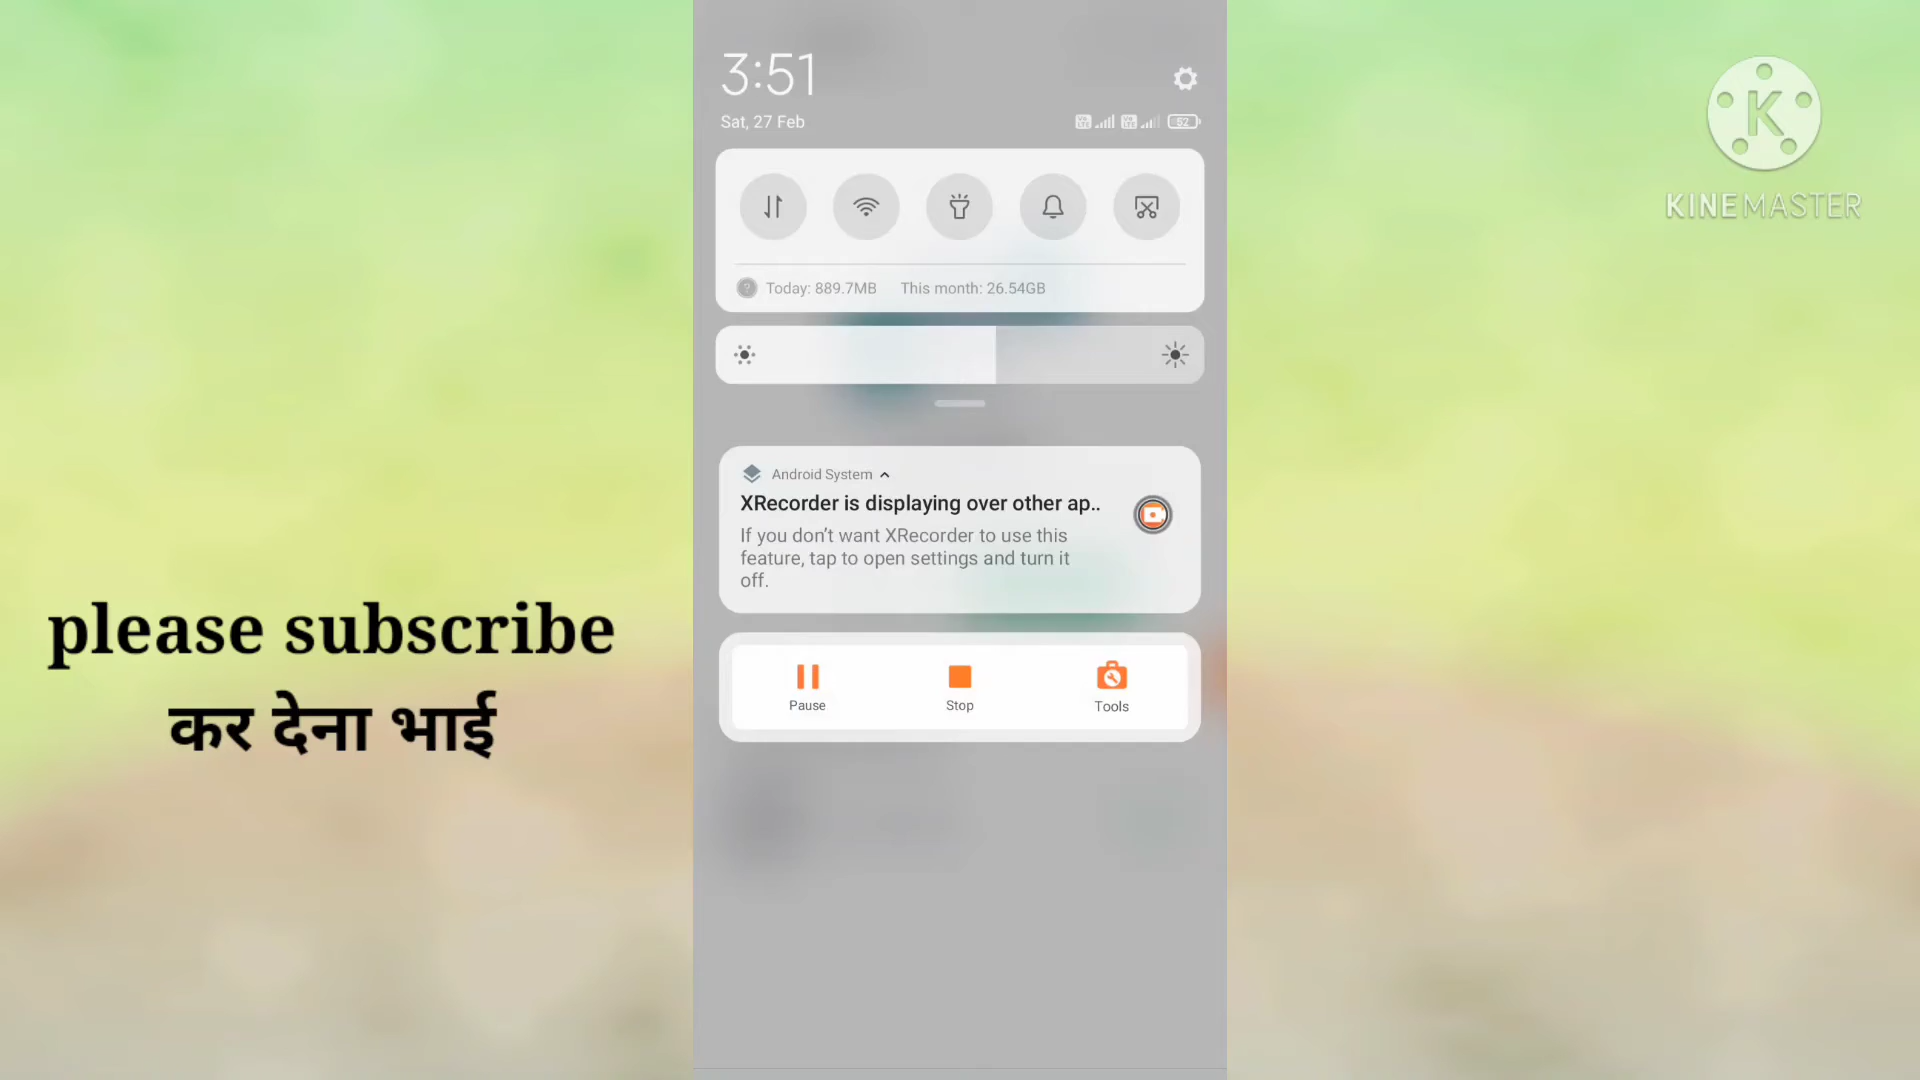 3:51
Sat, 27 Feb
52
Today: 889.7MB This month: 26.54GB
Android System
XRecorder is displaying over other ap..
If you don't want XRecorder to use this
feature, tap to open settings and turn it
off.
Pause Stop Tools
please subscribe
कर देना भाई
K
KINEMASTER